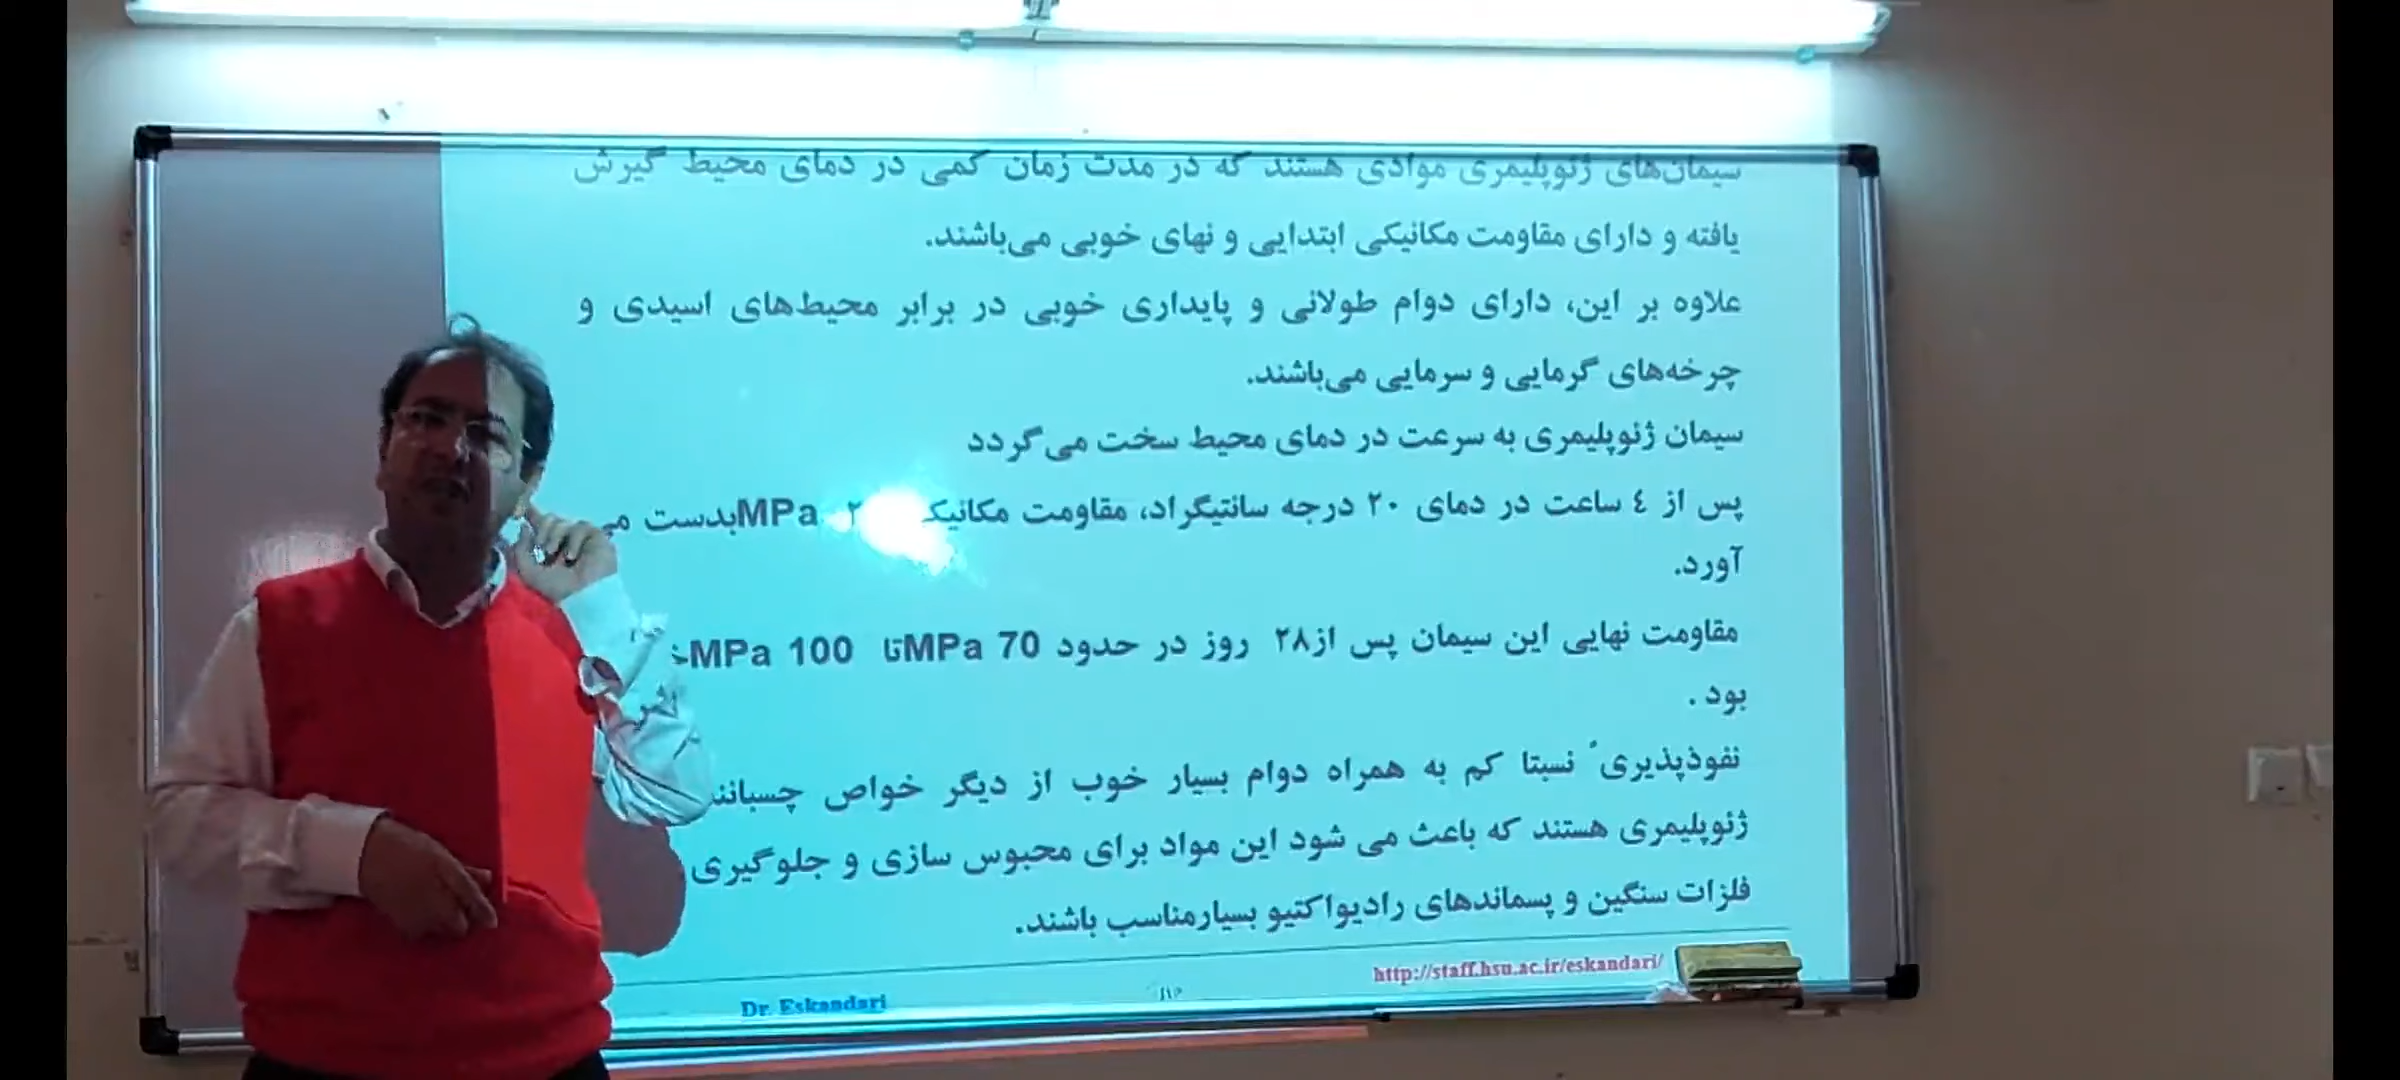 سیمان‌های ژئوپلیمری موادی هستند که در مدت زمان کمی در دمای محیط گیرش
یافته و دارای مقاومت مکانیکی ابتدایی و نهای خوبی می‌باشند.
علاوه بر این، دارای دوام طولانی و پایداری خوبی در برابر محیط‌های اسیدی و
چرخه‌های گرمایی و سرمایی می‌باشند.
سیمان ژئوپلیمری به سرعت در دمای محیط سخت می‌گردد
پس از ٤ ساعت در دمای ۲۰ درجه سانتیگراد، مقاومت MPa بدست می
آورد.
مقاومت نهایی این سیمان پس از۲۸ روز در حدود 70 MPaتا 100 MPa
بود .
نفوذپذیریً نسبتا کم به همراه دوام بسیار خوب از دیگر خواص
ژئوپلیمری هستند که باعث می شود این مواد برای محبوس سازی و جلوگیری
فلزات سنگین و پسماندهای رادیواکتیو بسیارمناسب باشند.
http://staff.hsu.ac.ir/eskandari/
Dr. Eskandari